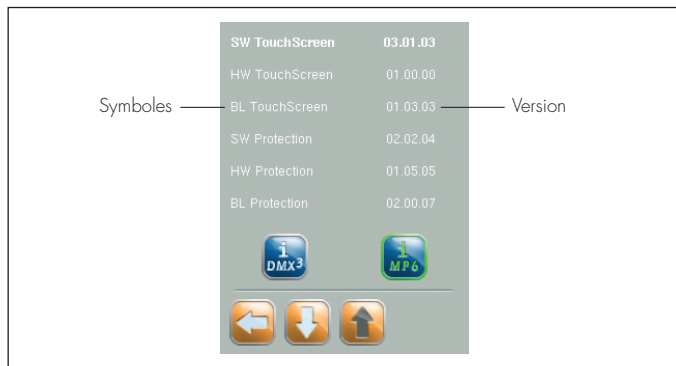 SW TouchScreen 03.01.03
HW TouchScreen 01.00.00
Symboles BL TouchScreen 01.03.03 Version
SW Protection 02.02.04
HW Protection 01.05.05
BL Protection 02.00.07
i i
DMX³ MP6